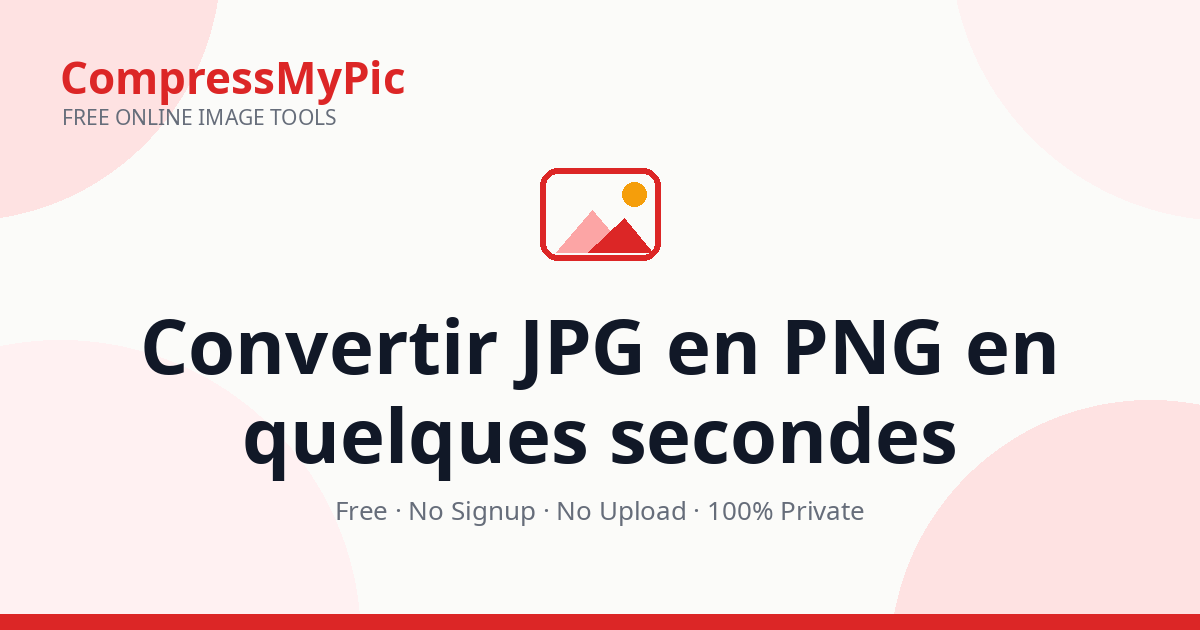 CompressMyPic
FREE ONLINE IMAGE TOOLS
Convertir JPG en PNG en
quelques secondes
Free · No Signup · No Upload · 100% Private